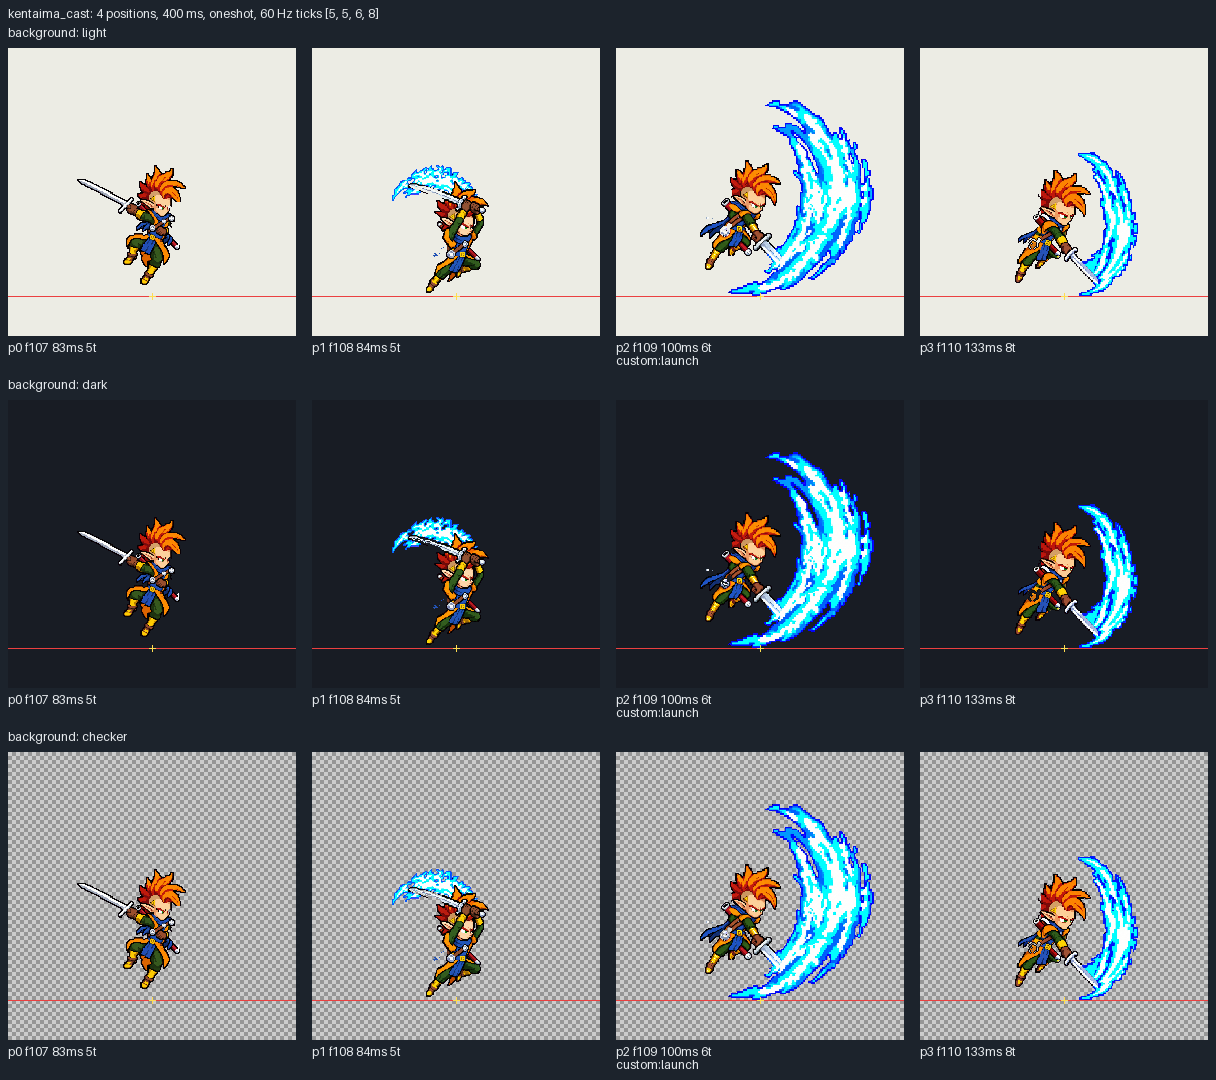 kentaima_cast: 4 positions, 400 ms, oneshot, 60 Hz ticks [5, 5, 6, 8]
background: light
p0 f107 83ms 5t
p1 f108 84ms 5t
p2 f109 100ms 6t
custom:launch
p3 f110 133ms 8t
background: dark
p0 f107 83ms 5t
p1 f108 84ms 5t
p2 f109 100ms 6t
custom:launch
p3 f110 133ms 8t
background: checker
p0 f107 83ms 5t
p1 f108 84ms 5t
p2 f109 100ms 6t
custom:launch
p3 f110 133ms 8t